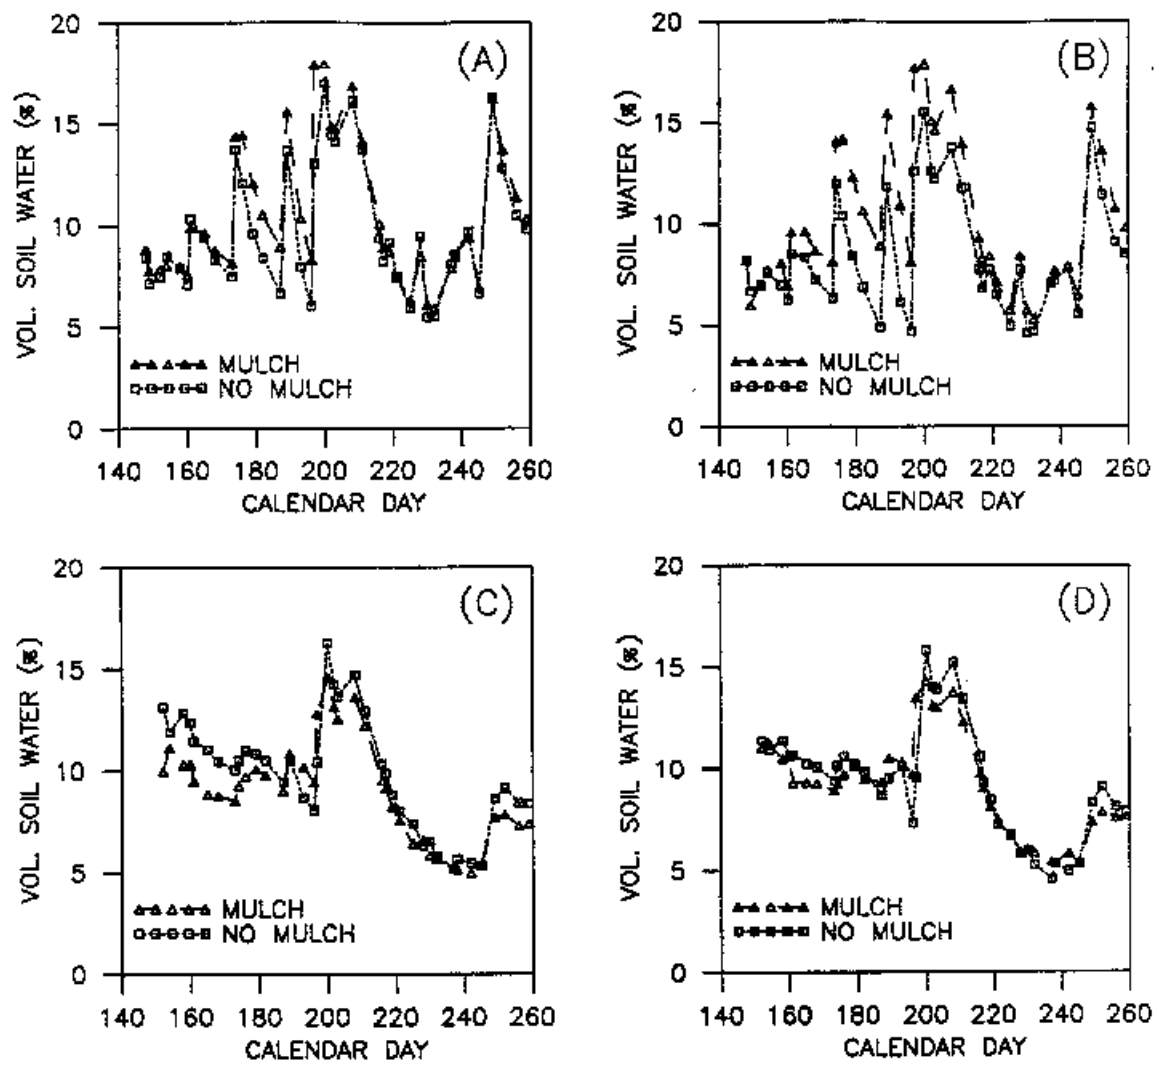 (A)
20
15
10
5
0
VOL. SOIL WATER (%)
MULCH
NO MULCH
140 160 180 200 220 240 260
CALENDAR DAY
(B)
20
15
10
5
0
VOL. SOIL WATER (%)
MULCH
NO MULCH
140 160 180 200 220 240 260
CALENDAR DAY
(C)
20
15
10
5
0
VOL. SOIL WATER (%)
MULCH
NO MULCH
140 160 180 200 220 240 260
CALENDAR DAY
(D)
20
15
10
5
0
VOL. SOIL WATER (%)
MULCH
NO MULCH
140 160 180 200 220 240 260
CALENDAR DAY